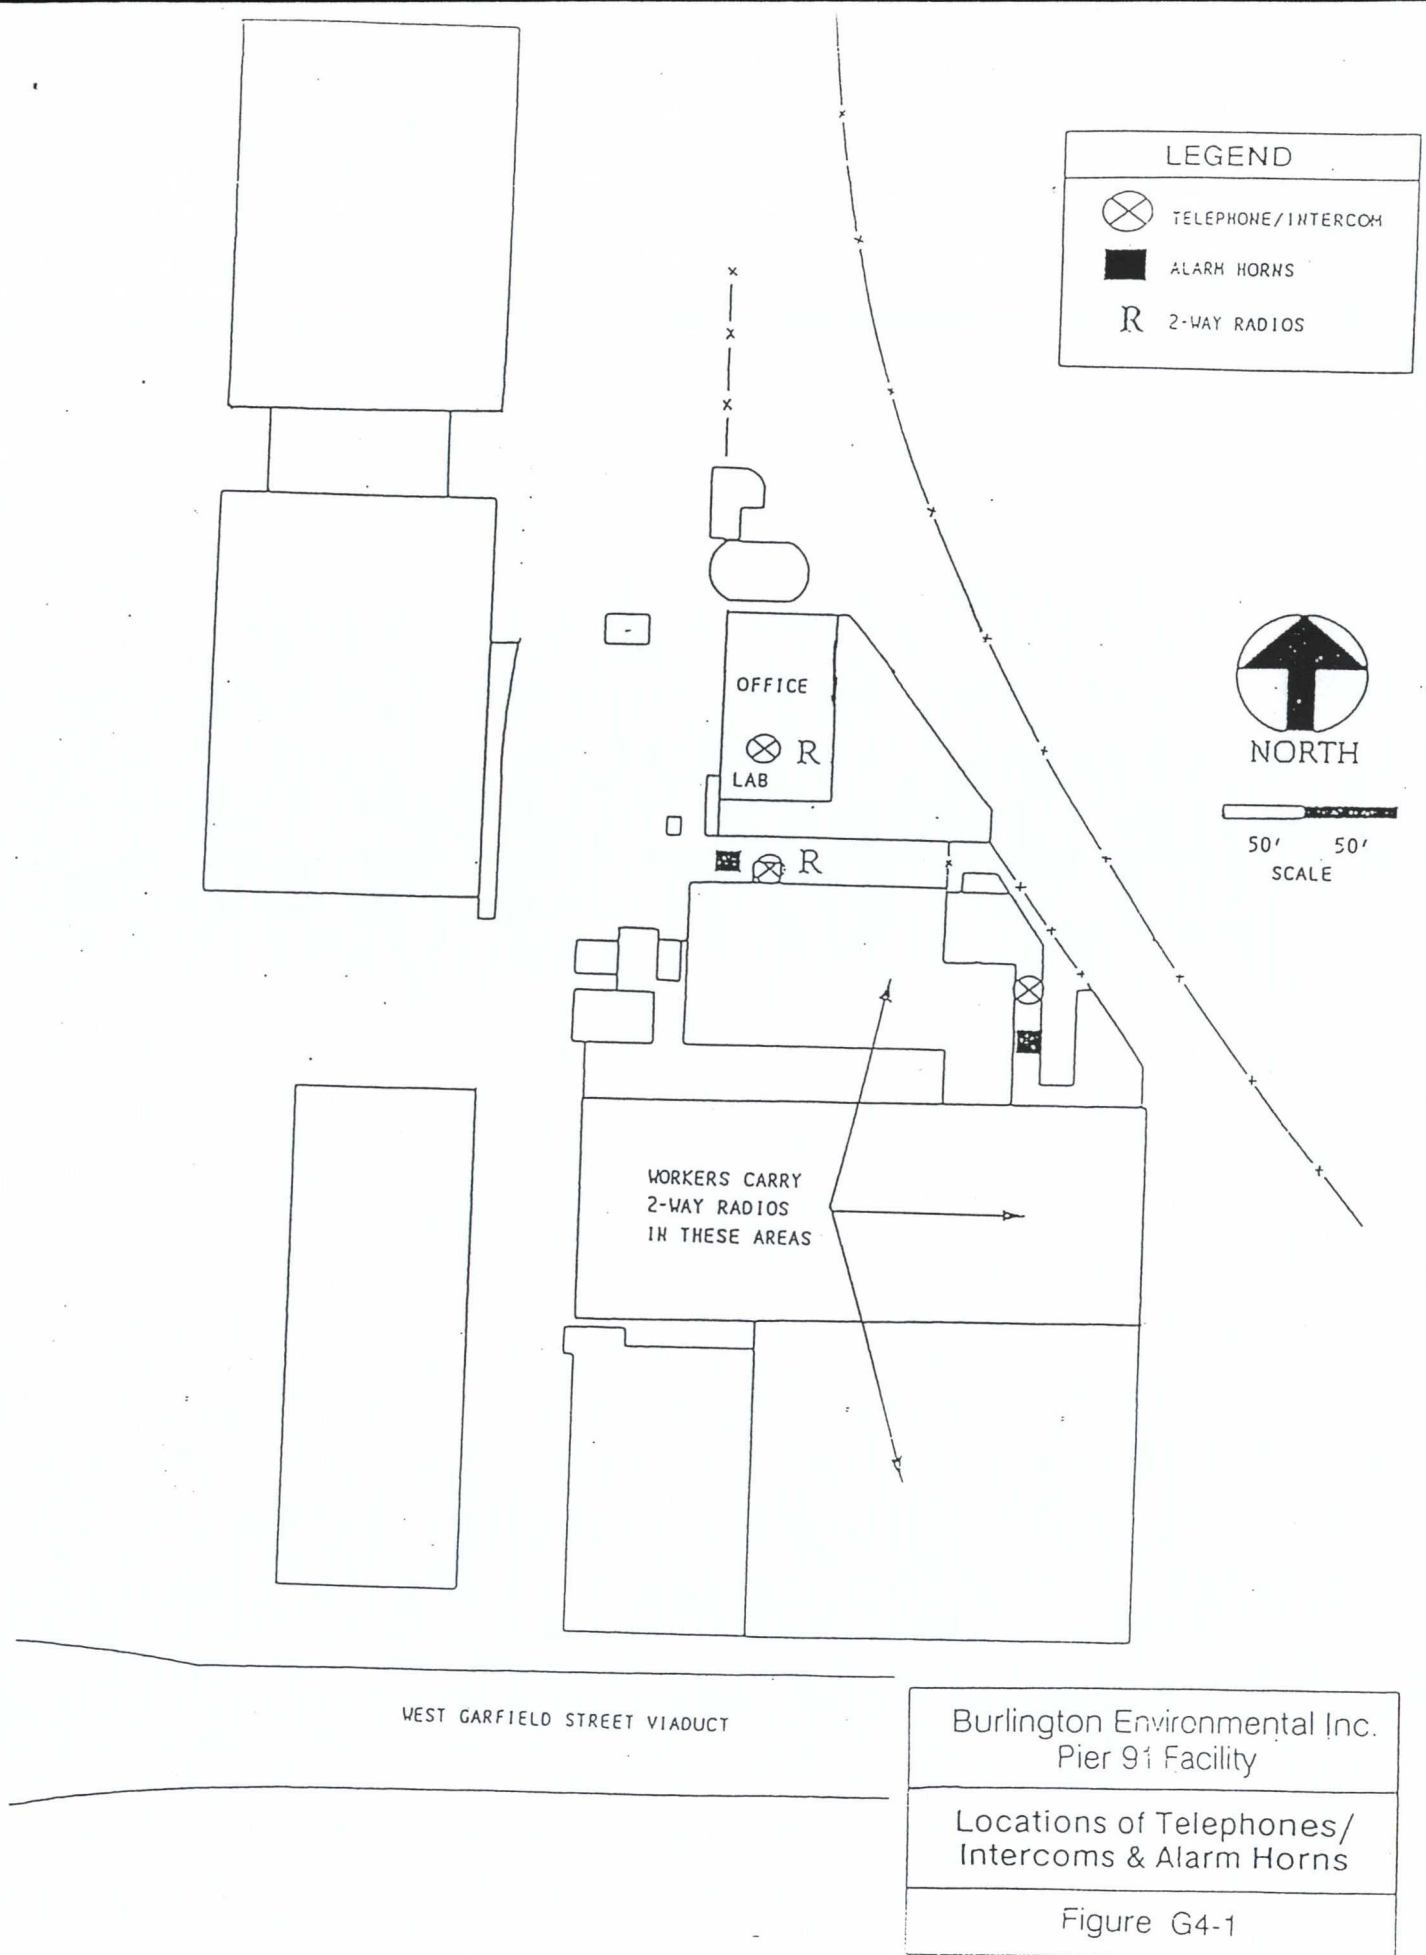 LEGEND
TELEPHONE/INTERCOM
ALARM HORNS
R 2-WAY RADIOS
OFFICE
R
LAB
NORTH
50' 50'
SCALE
R
WORKERS CARRY
2-WAY RADIOS
IN THESE AREAS
WEST GARFIELD STREET VIADUCT
Burlington Environmental Inc.
Pier 91 Facility
Locations of Telephones/
Intercoms & Alarm Horns
Figure G4-1